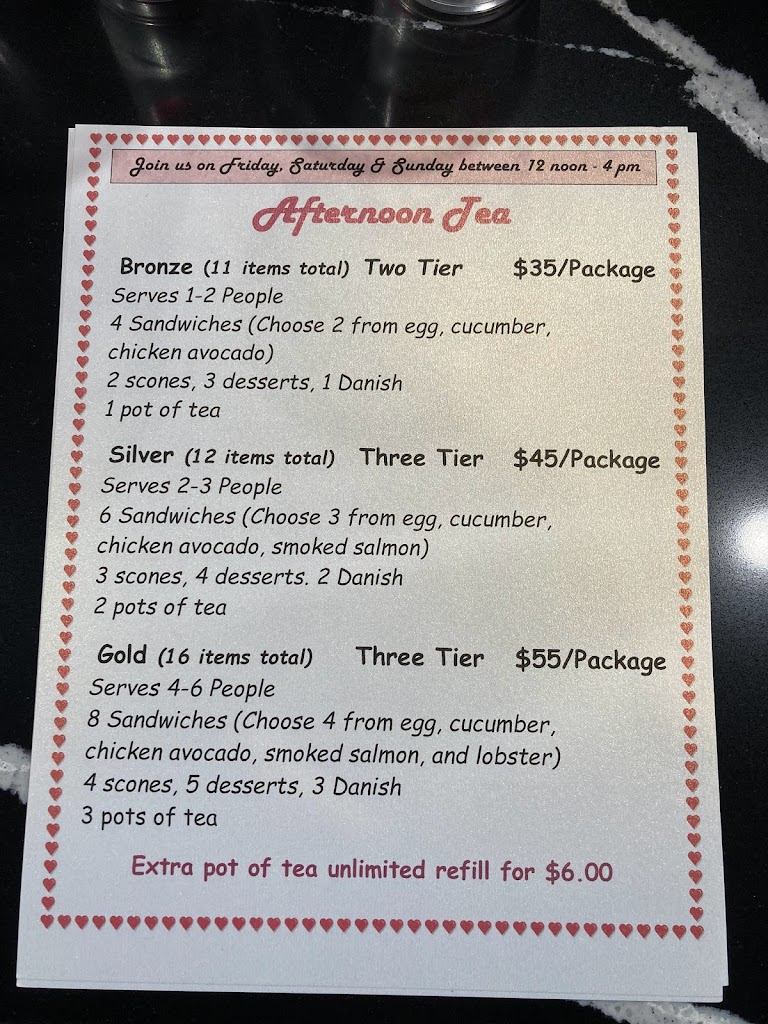 Join us on Friday, Saturday & Sunday between 12 noon - 4 pm
Afternoon Tea
Bronze (11 items total) Two Tier $35/Package
Serves 1-2 People
4 Sandwiches (Choose 2 from egg, cucumber,
chicken avocado)
2 scones, 3 desserts, 1 Danish
1 pot of tea
Silver (12 items total) Three Tier $45/Package
Serves 2-3 People
6 Sandwiches (Choose 3 from egg, cucumber,
chicken avocado, smoked salmon)
3 scones, 4 desserts. 2 Danish
2 pots of tea
Gold (16 items total) Three Tier $55/Package
Serves 4-6 People
8 Sandwiches (Choose 4 from egg, cucumber,
chicken avocado, smoked salmon, and lobster)
4 scones, 5 desserts, 3 Danish
3 pots of tea
Extra pot of tea unlimited refill for $6.00